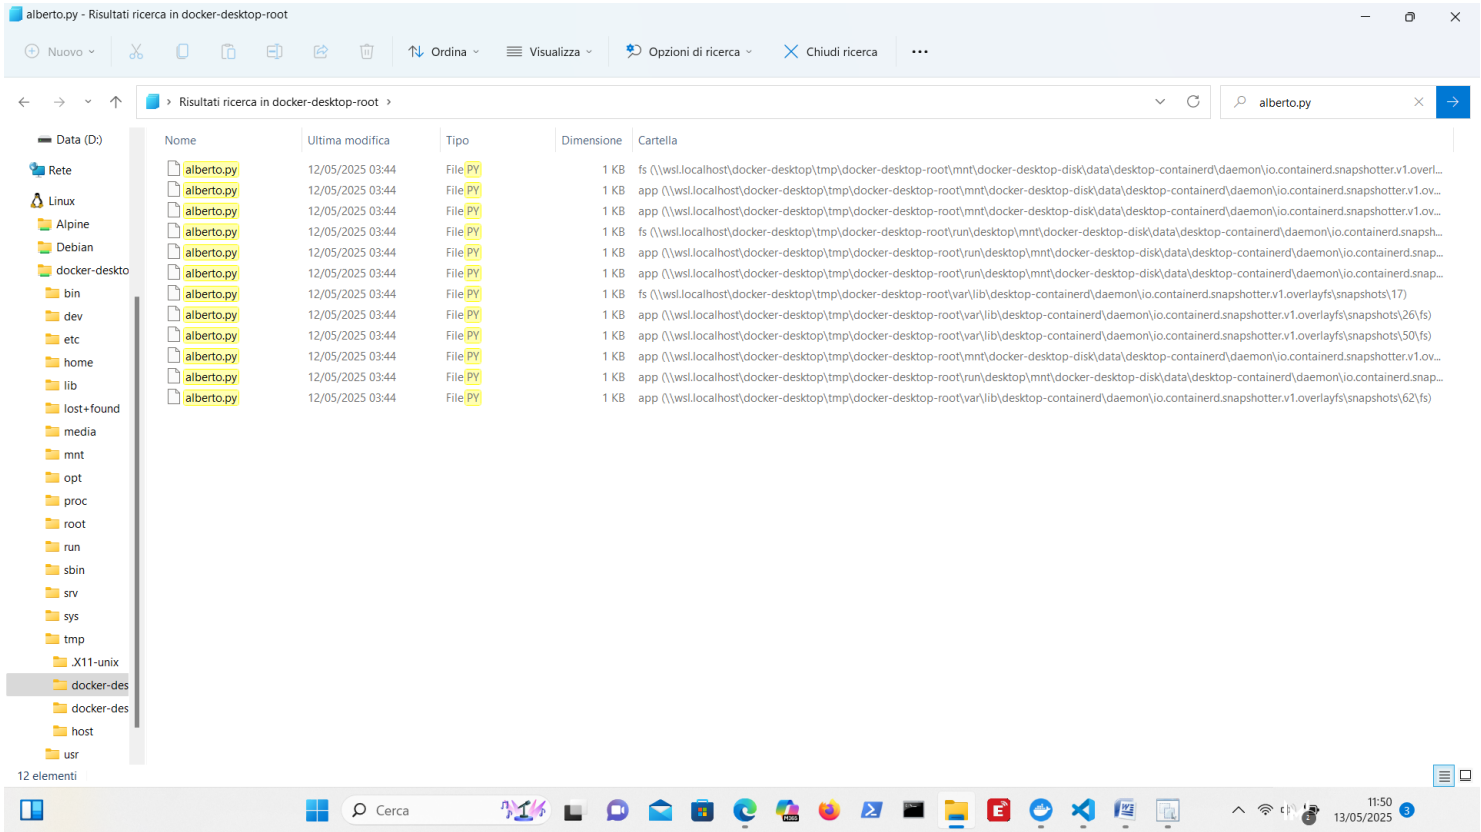 alberto.py - Risultati ricerca in docker-desktop-root
Nuovo Ordina Visualizza Opzioni di ricerca Chiudi ricerca
Risultati ricerca in docker-desktop-root alberto.py
Nome Ultima modifica Tipo Dimensione Cartella
alberto.py 12/05/2025 03:44 File PY 1 KB fs (\\wsl.localhost\docker-desktop\tmp\docker-desktop-root\mnt\docker-desktop-disk\data\desktop-containerd\daemon\io.containerd.snapshotter.v1.overl...
alberto.py 12/05/2025 03:44 File PY 1 KB app (\\wsl.localhost\docker-desktop\tmp\docker-desktop-root\mnt\docker-desktop-disk\data\desktop-containerd\daemon\io.containerd.snapshotter.v1.ov...
alberto.py 12/05/2025 03:44 File PY 1 KB app (\\wsl.localhost\docker-desktop\tmp\docker-desktop-root\mnt\docker-desktop-disk\data\desktop-containerd\daemon\io.containerd.snapshotter.v1.ov...
alberto.py 12/05/2025 03:44 File PY 1 KB fs (\\wsl.localhost\docker-desktop\tmp\docker-desktop-root\run\desktop\mnt\docker-desktop-disk\data\desktop-containerd\daemon\io.containerd.snapsh...
alberto.py 12/05/2025 03:44 File PY 1 KB app (\\wsl.localhost\docker-desktop\tmp\docker-desktop-root\run\desktop\mnt\docker-desktop-disk\data\desktop-containerd\daemon\io.containerd.snap...
alberto.py 12/05/2025 03:44 File PY 1 KB app (\\wsl.localhost\docker-desktop\tmp\docker-desktop-root\run\desktop\mnt\docker-desktop-disk\data\desktop-containerd\daemon\io.containerd.snap...
alberto.py 12/05/2025 03:44 File PY 1 KB fs (\\wsl.localhost\docker-desktop\tmp\docker-desktop-root\var\lib\desktop-containerd\daemon\io.containerd.snapshotter.v1.overlayfs\snapshots\17)
alberto.py 12/05/2025 03:44 File PY 1 KB app (\\wsl.localhost\docker-desktop\tmp\docker-desktop-root\var\lib\desktop-containerd\daemon\io.containerd.snapshotter.v1.overlayfs\snapshots\26\fs)
alberto.py 12/05/2025 03:44 File PY 1 KB app (\\wsl.localhost\docker-desktop\tmp\docker-desktop-root\var\lib\desktop-containerd\daemon\io.containerd.snapshotter.v1.overlayfs\snapshots\50\fs)
alberto.py 12/05/2025 03:44 File PY 1 KB app (\\wsl.localhost\docker-desktop\tmp\docker-desktop-root\mnt\docker-desktop-disk\data\desktop-containerd\daemon\io.containerd.snapshotter.v1.ov...
alberto.py 12/05/2025 03:44 File PY 1 KB app (\\wsl.localhost\docker-desktop\tmp\docker-desktop-root\run\desktop\mnt\docker-desktop-disk\data\desktop-containerd\daemon\io.containerd.snap...
alberto.py 12/05/2025 03:44 File PY 1 KB app (\\wsl.localhost\docker-desktop\tmp\docker-desktop-root\var\lib\desktop-containerd\daemon\io.containerd.snapshotter.v1.overlayfs\snapshots\62\fs)
Data (D:)
Rete
Linux
Alpine
Debian
docker-deskto
bin
dev
etc
home
lib
lost+found
media
mnt
opt
proc
root
run
sbin
srv
sys
tmp
.X11-unix
docker-des
docker-des
host
usr
12 elementi
Cerca
M365
E
11:50
13/05/2025
3
2